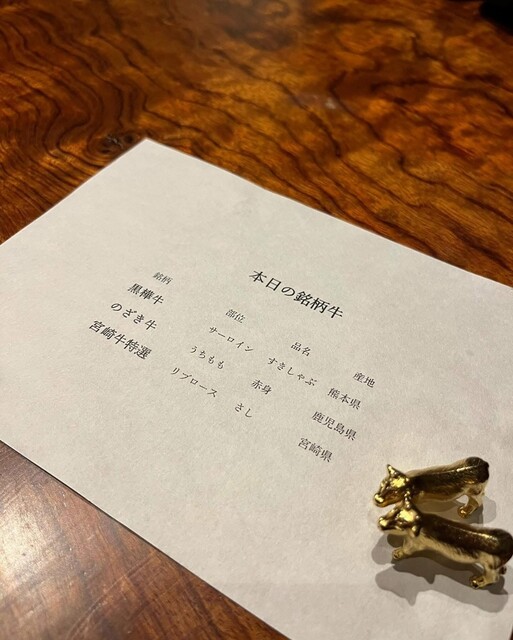 本日の銘柄牛
銘柄 部位 品名 産地
黒樺牛 サーロイン すきしゃぶ 熊本県
のざき牛 うちもも 赤身 鹿児島県
宮崎牛特選 リブロース さし 宮崎県